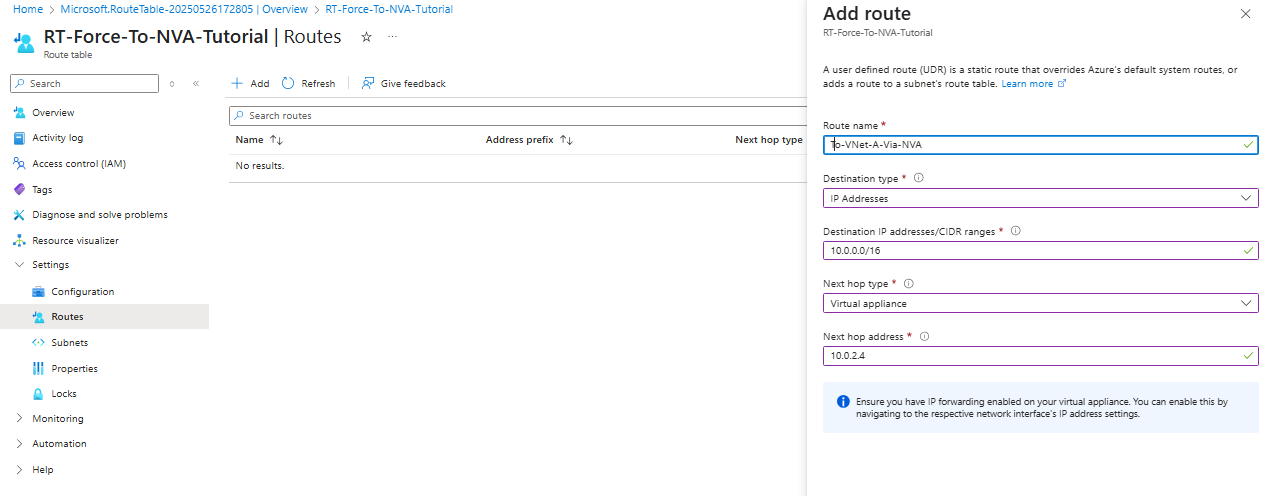 Home > Microsoft.RouteTable-20250526172805 | Overview > RT-Force-To-NVA-Tutorial
RT-Force-To-NVA-Tutorial | Routes ☆ ...
Route table
Search
Overview
Activity log
Access control (IAM)
Tags
Diagnose and solve problems
Resource visualizer
Settings
Configuration
Routes
Subnets
Properties
Locks
Monitoring
Automation
Help
+ Add Refresh Give feedback
Search routes
Name ↑↓ Address prefix ↑↓ Next hop type
No results.
Add route
RT-Force-To-NVA-Tutorial
A user defined route (UDR) is a static route that overrides Azure's default system routes, or
adds a route to a subnet's route table. Learn more
Route name *
To-VNet-A-Via-NVA
Destination type *
IP Addresses
Destination IP addresses/CIDR ranges *
10.0.0.0/16
Next hop type *
Virtual appliance
Next hop address *
10.0.2.4
Ensure you have IP forwarding enabled on your virtual appliance. You can enable this by
navigating to the respective network interface's IP address settings.